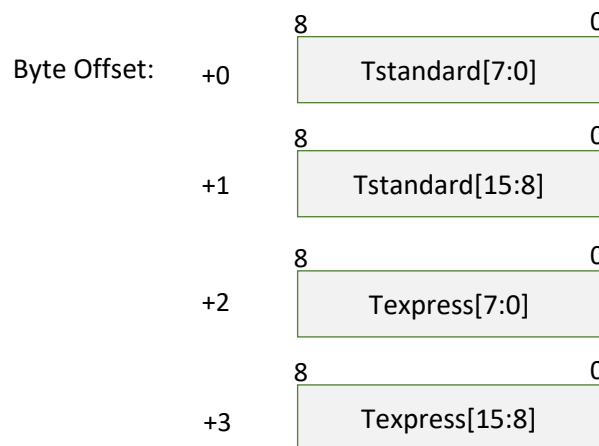 8 0
Byte Offset: +0 Tstandard[7:0]
8 0
+1 Tstandard[15:8]
8 0
+2 Texpress[7:0]
8 0
+3 Texpress[15:8]